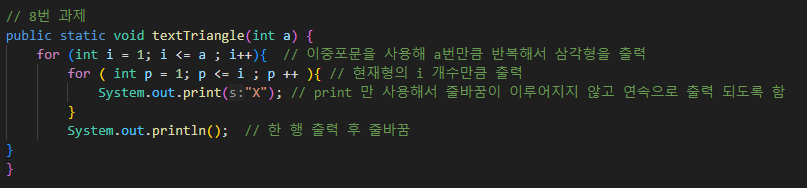 // 8번 과제
public static void textTriangle(int a) {
    for (int i = 1; i <= a ; i++){  // 이중포문을 사용해 a번만큼 반복해서 삼각형을 출력
        for ( int p = 1; p <= i ; p ++ ){ // 현재형의 i 개수만큼 출력
            System.out.print(s:"X"); // print 만 사용해서 줄바꿈이 이루어지지 않고 연속으로 출력 되도록 함
        }
        System.out.println();  // 한 행 출력 후 줄바꿈
}
}